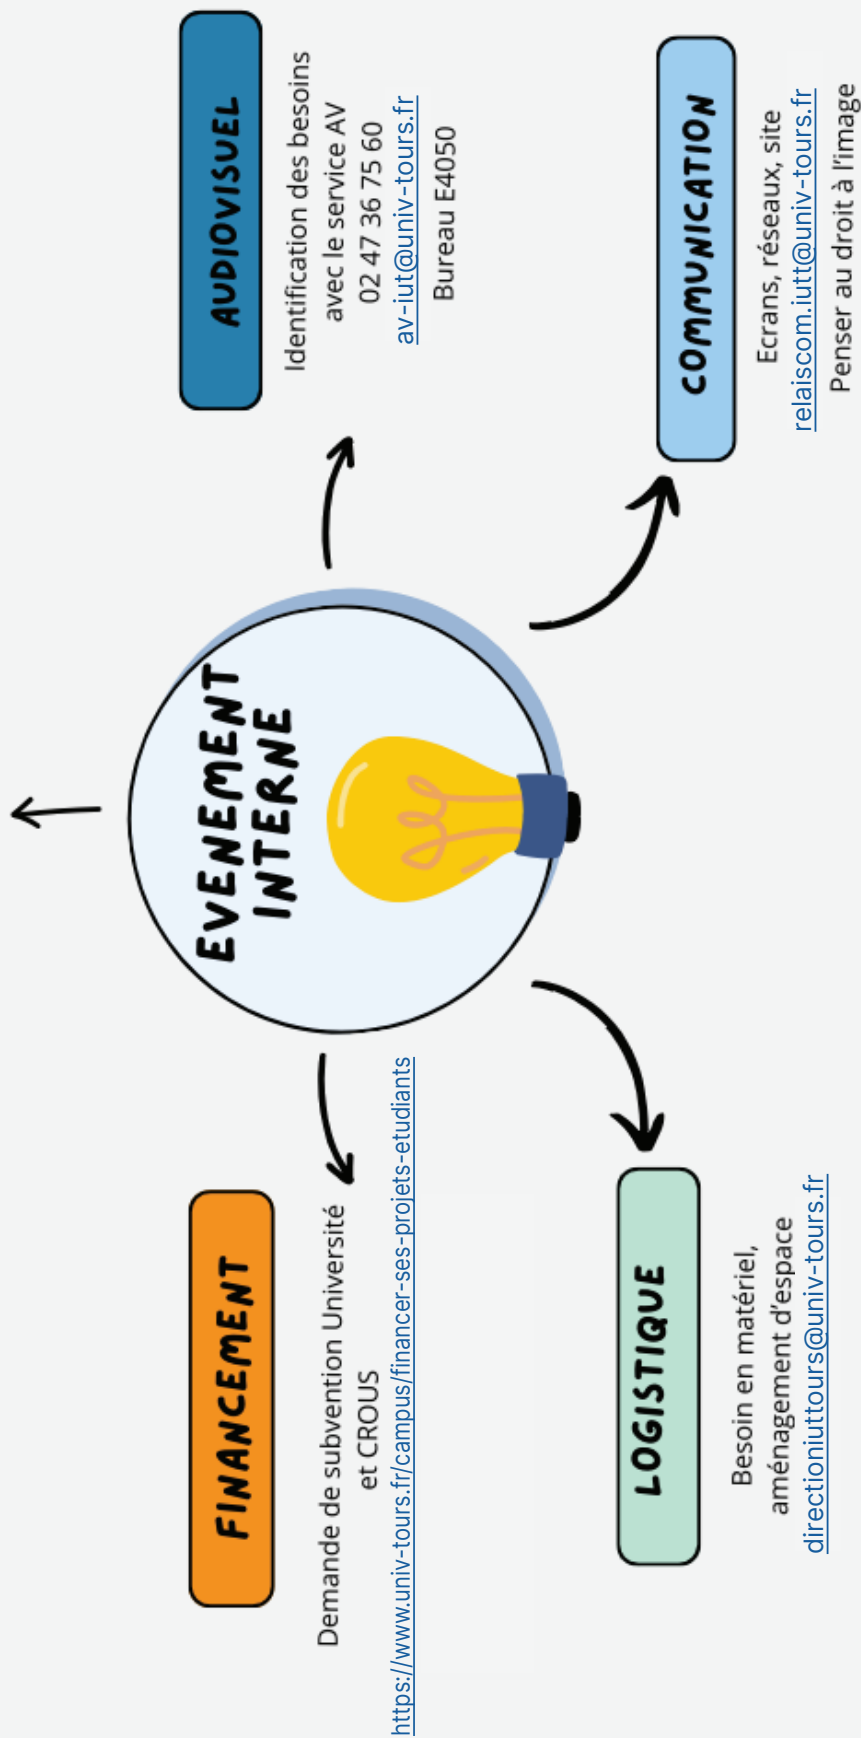 EVENEMENT
INTERNE
FINANCEMENT
Demande de subvention Université
et CROUS
https://www.univ-tours.fr/campus/financer-ses-projets-etudiants
AUDIOVISUEL
Identification des besoins
avec le service AV
02 47 36 75 60
av-iut@univ-tours.fr
Bureau E4050
LOGISTIQUE
Besoin en matériel,
aménagement d'espace
directioniuttours@univ-tours.fr
COMMUNICATION
Ecrans, réseaux, site
relaiscom.iutt@univ-tours.fr
Penser au droit à l'image